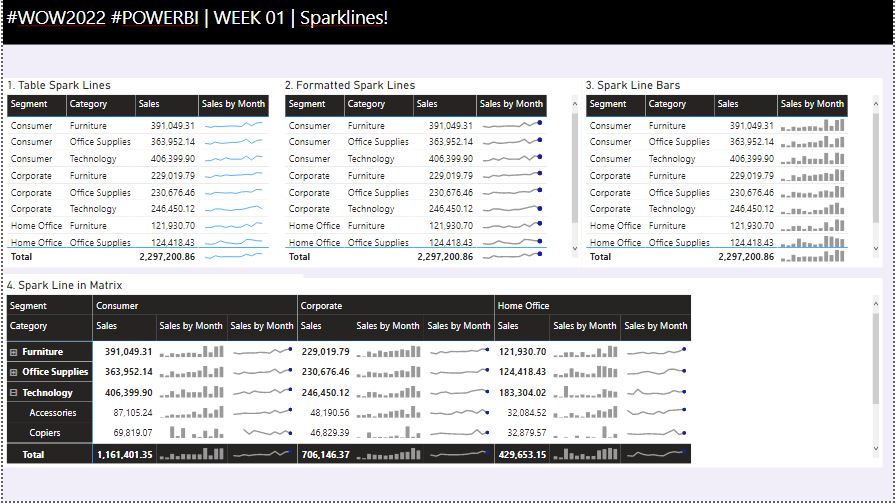 #WOW2022 #POWERBI | WEEK 01 | Sparklines!
1. Table Spark Lines
Segment Category Sales Sales by Month
Consumer Furniture 391,049.31
Consumer Office Supplies 363,952.14
Consumer Technology 406,399.90
Corporate Furniture 229,019.79
Corporate Office Supplies 230,676.46
Corporate Technology 246,450.12
Home Office Furniture 121,930.70
Home Office Office Supplies 124,418.43
Total 2,297,200.86
2. Formatted Spark Lines
Segment Category Sales Sales by Month
Consumer Furniture 391,049.31
Consumer Office Supplies 363,952.14
Consumer Technology 406,399.90
Corporate Furniture 229,019.79
Corporate Office Supplies 230,676.46
Corporate Technology 246,450.12
Home Office Furniture 121,930.70
Home Office Office Supplies 124,418.43
Total 2,297,200.86
3. Spark Line Bars
Segment Category Sales Sales by Month
Consumer Furniture 391,049.31
Consumer Office Supplies 363,952.14
Consumer Technology 406,399.90
Corporate Furniture 229,019.79
Corporate Office Supplies 230,676.46
Corporate Technology 246,450.12
Home Office Furniture 121,930.70
Home Office Office Supplies 124,418.43
Total 2,297,200.86
4. Spark Line in Matrix
Segment Consumer Corporate Home Office
Category Sales Sales by Month Sales by Month Sales Sales by Month Sales by Month Sales Sales by Month Sales by Month
Furniture 391,049.31 229,019.79 121,930.70
Office Supplies 363,952.14 230,676.46 124,418.43
Technology 406,399.90 246,450.12 183,304.02
Accessories 87,105.24 48,190.56 32,084.52
Copiers 69,819.07 46,829.39 32,879.57
Total 1,161,401.35 706,146.37 429,653.15